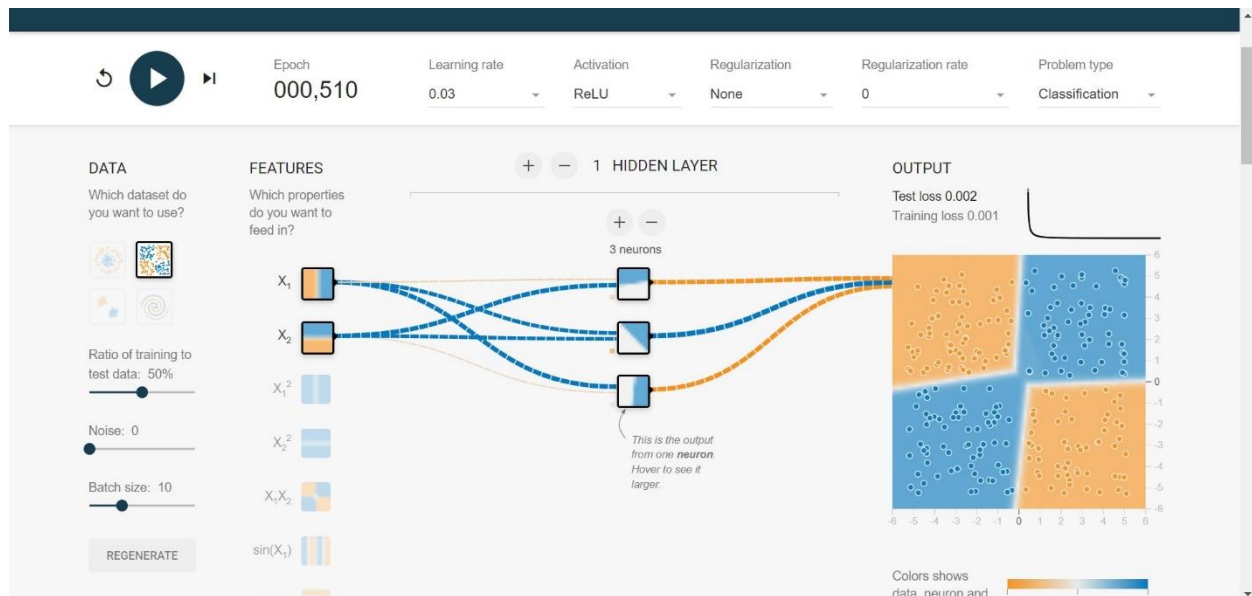 Epoch
000,510
Learning rate
0.03
Activation
ReLU
Regularization
None
Regularization rate
0
Problem type
Classification
DATA
Which dataset do
you want to use?
Ratio of training to
test data: 50%
Noise: 0
Batch size: 10
REGENERATE
FEATURES
Which properties
do you want to
feed in?
X₁
X₂
X₁²
X₂²
X₁X₂
sin(X₁)
+ − 1 HIDDEN LAYER
+ −
3 neurons
This is the output
from one neuron.
Hover to see it
larger.
OUTPUT
Test loss 0.002
Training loss 0.001
6
5
4
3
2
1
0
-1
-2
-3
-4
-5
-6
-6 -5 -4 -3 -2 -1 0 1 2 3 4 5 6
Colors shows
data, neuron and